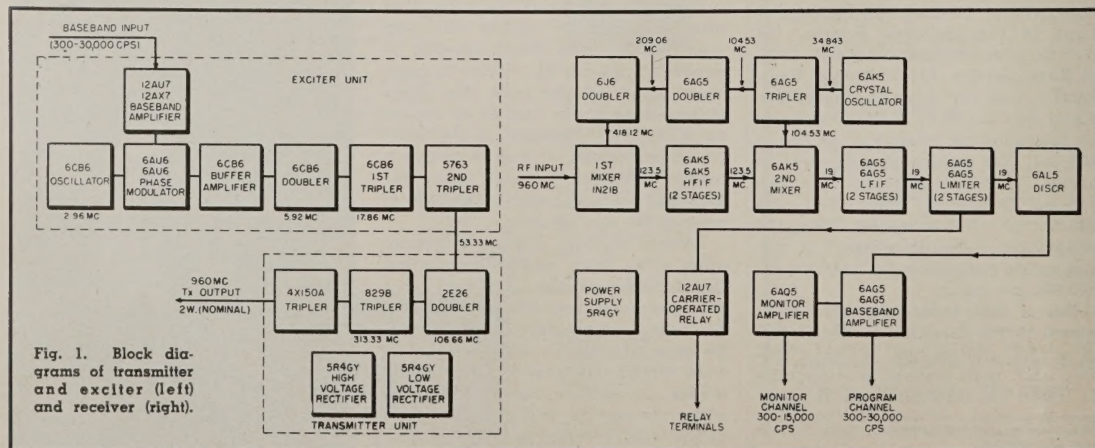 BASEBAND INPUT
(300-30,000 CPS)
EXCITER UNIT
12AU7
12AX7
BASEBAND
AMPLIFIER
6CB6
OSCILLATOR
6AU6
6AU6
PHASE
MODULATOR
6CB6
BUFFER
AMPLIFIER
6CB6
DOUBLER
6CB6
1ST
TRIPLER
5763
2ND
TRIPLER
2.96 MC
5.92 MC
17.86 MC
53.33 MC
960 MC
Tx OUTPUT
2W. (NOMINAL)
4X150A
TRIPLER
829B
TRIPLER
2E26
DOUBLER
313.33 MC
106.66 MC
5R4GY
HIGH
VOLTAGE
RECTIFIER
5R4GY
LOW
VOLTAGE
RECTIFIER
TRANSMITTER UNIT
Fig. 1. Block dia-
grams of transmitter
and exciter (left)
and receiver (right).
209.06
MC
104.53
MC
34.843
MC
6J6
DOUBLER
6AG5
DOUBLER
6AG5
TRIPLER
6AK5
CRYSTAL
OSCILLATOR
418.12 MC
104.53 MC
RF INPUT
960 MC
1ST
MIXER
IN21B
123.5
MC
6AK5
6AK5
HFIF
(2 STAGES)
123.5
MC
6AK5
2ND
MIXER
19
MC
6AG5
6AG5
LFIF
(2 STAGES)
19
MC
6AG5
6AG5
LIMITER
(2 STAGES)
19
MC
6AL5
DISCR
POWER
SUPPLY
5R4GY
12AU7
CARRIER-
OPERATED
RELAY
6AQ5
MONITOR
AMPLIFIER
6AG5
6AG5
BASEBAND
AMPLIFIER
RELAY
TERMINALS
MONITOR
CHANNEL
300-15,000
CPS
PROGRAM
CHANNEL
300-30,000
CPS